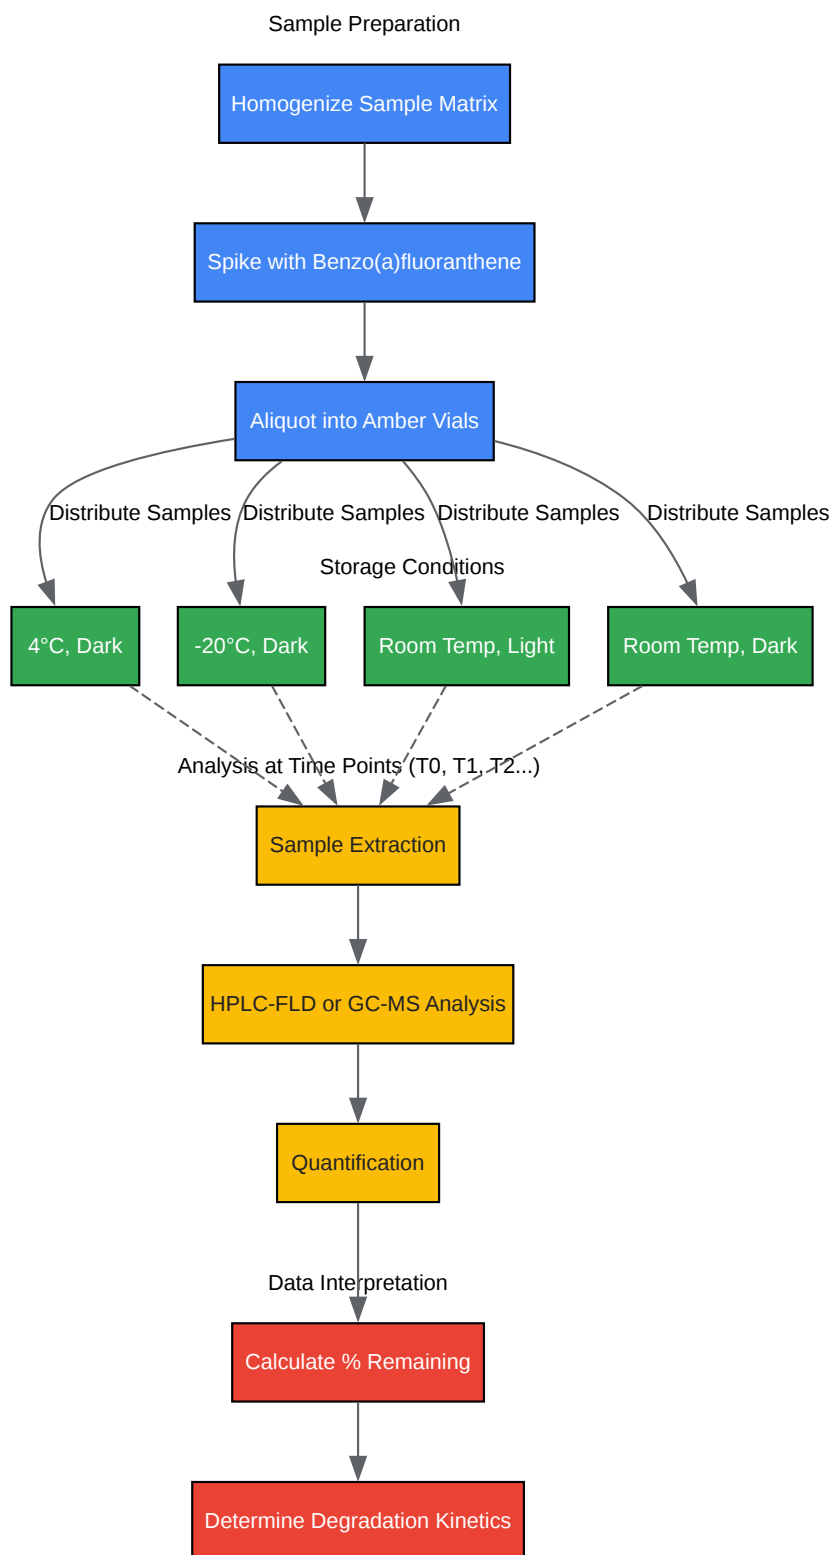 Sample Preparation
Homogenize Sample Matrix
Spike with Benzo(a)fluoranthene
Aliquot into Amber Vials
Distribute Samples
Distribute Samples
Distribute Samples
Distribute Samples
Storage Conditions
4°C, Dark
-20°C, Dark
Room Temp, Light
Room Temp, Dark
Analysis at Time Points (T0, T1, T2...)
Sample Extraction
HPLC-FLD or GC-MS Analysis
Quantification
Data Interpretation
Calculate % Remaining
Determine Degradation Kinetics